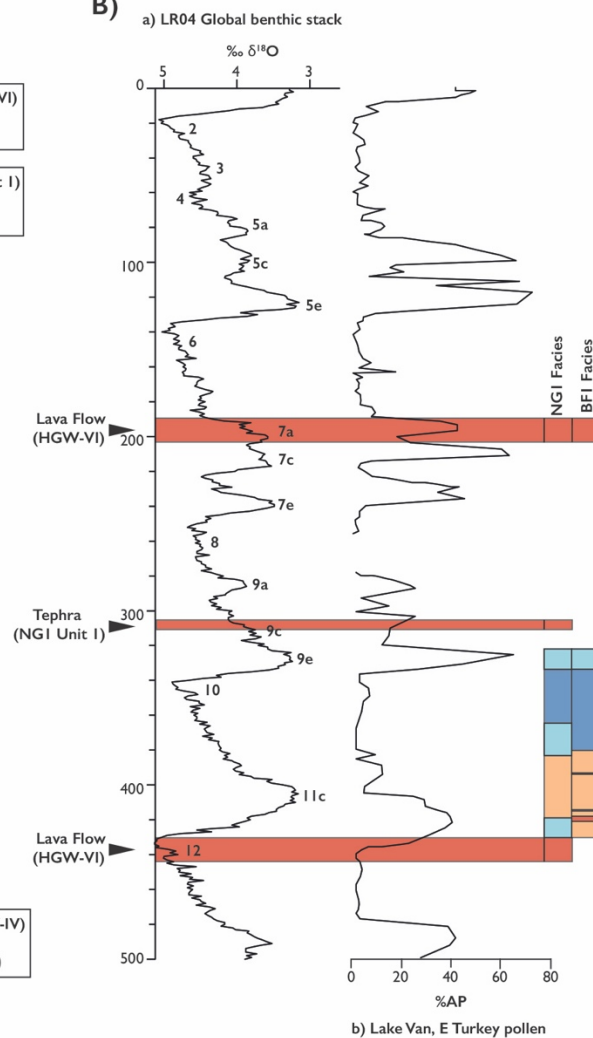 B)
a) LR04 Global benthic stack
‰ δ¹⁸O
5 4 3
0
VI)
2
: 1)
3
4
5a
100
5c
5e
6
NG1 Facies
BF1 Facies
Lava Flow
(HGW-VI)
7a
200
7c
7e
8
9a
300
Tephra
(NG1 Unit 1)
9c
9e
10
400
11c
Lava Flow
(HGW-VI)
12
-IV)
)
500
0 20 40 60 80
%AP
b) Lake Van, E Turkey pollen